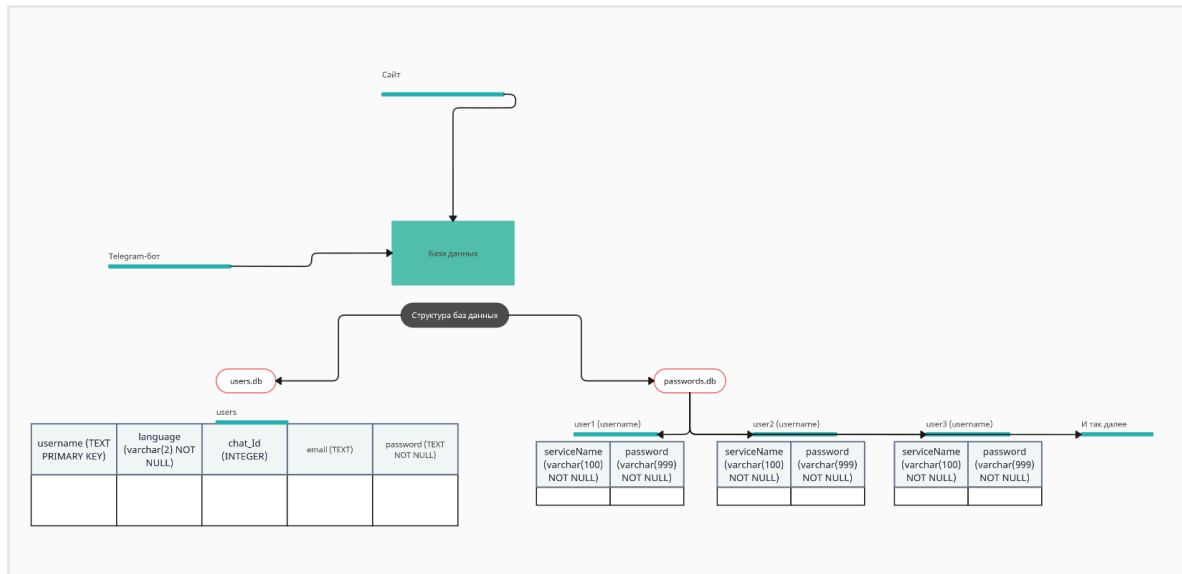 Сайт
Telegram-бот
База данных
Структура баз данных
users.db
passwords.db
users
username (TEXT
PRIMARY KEY)
language
(varchar(2) NOT
NULL)
chat_Id
(INTEGER)
email (TEXT)
password (TEXT
NOT NULL)
user1 (username)
serviceName
(varchar(100)
NOT NULL)
password
(varchar(999)
NOT NULL)
user2 (username)
serviceName
(varchar(100)
NOT NULL)
password
(varchar(999)
NOT NULL)
user3 (username)
serviceName
(varchar(100)
NOT NULL)
password
(varchar(999)
NOT NULL)
И так далее